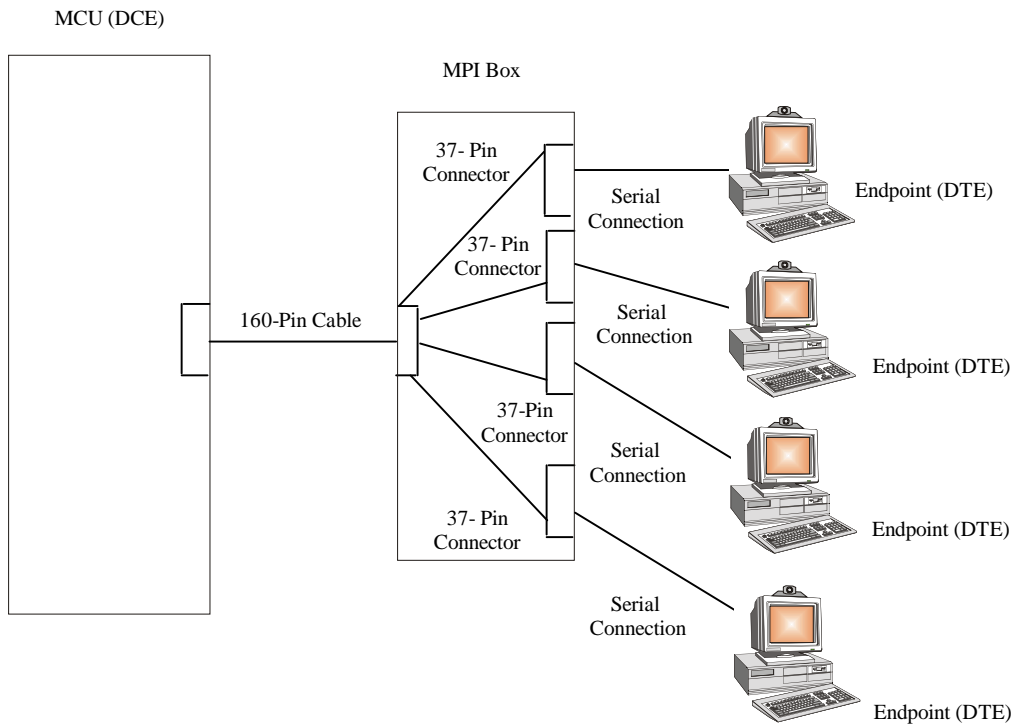 MCU (DCE)
MPI Box
37- Pin
Connector
Serial
Connection
Endpoint (DTE)
37- Pin
Connector
160-Pin Cable
Serial
Connection
Endpoint (DTE)
37-Pin
Connector
Serial
Connection
Endpoint (DTE)
37- Pin
Connector
Serial
Connection
Endpoint (DTE)